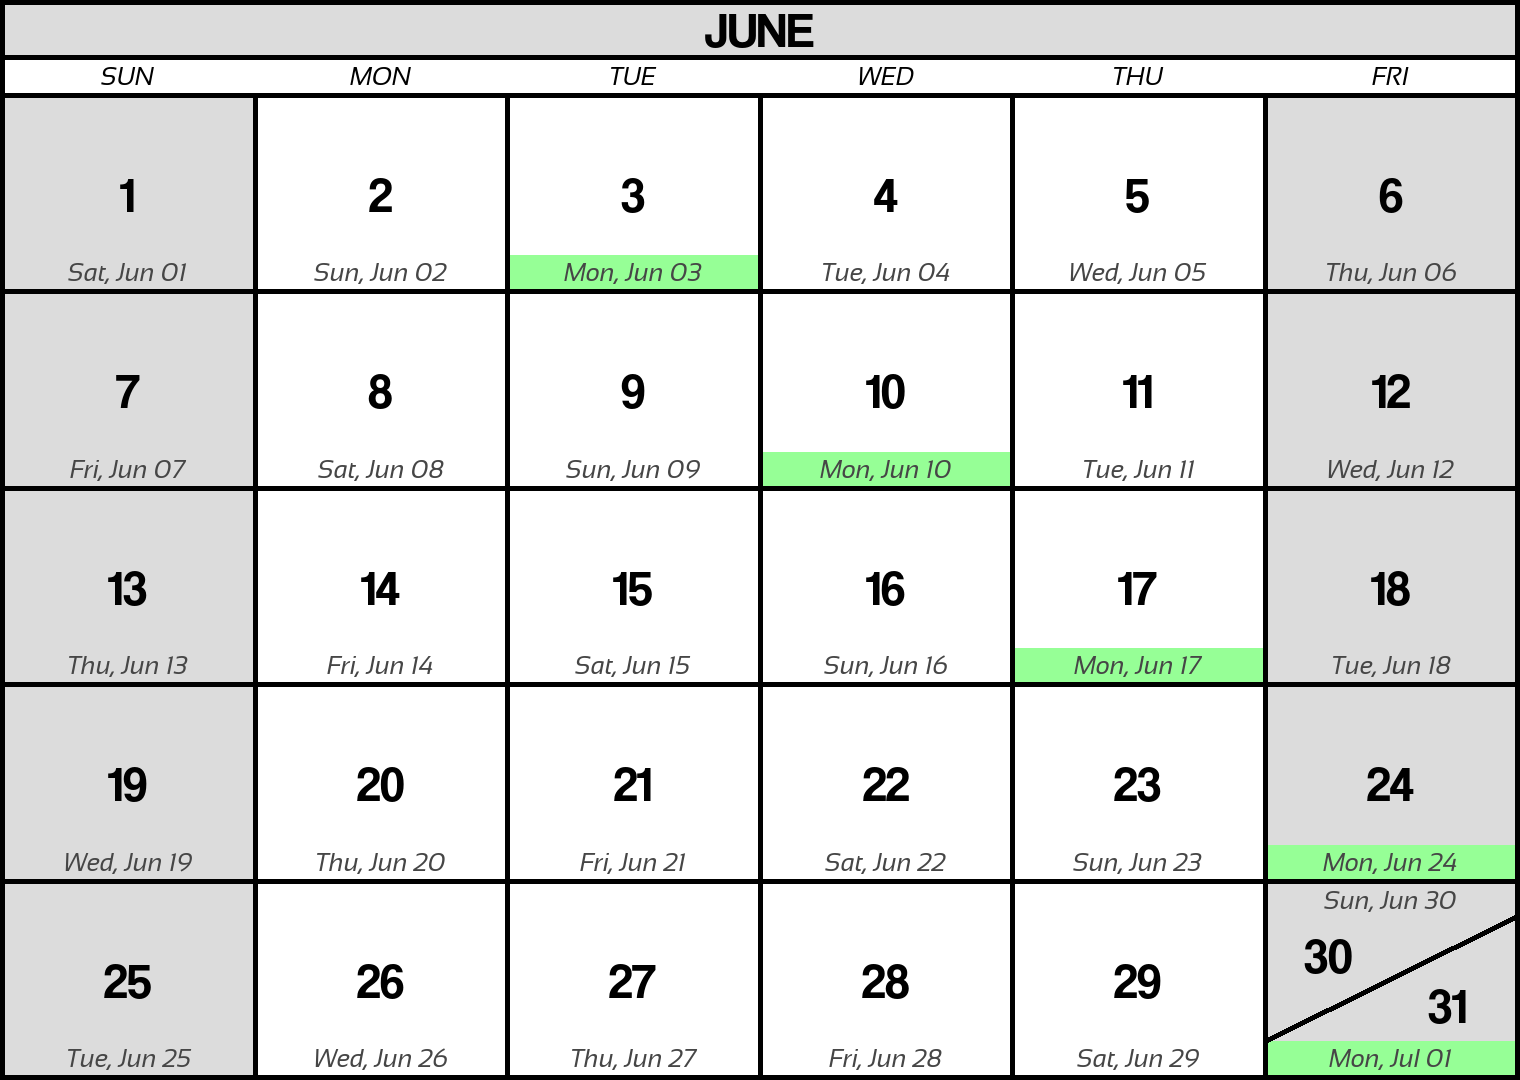 JUNE
SUN MON TUE WED THU FRI
1 2 3 4 5 6
Sat, Jun 01 Sun, Jun 02 Mon, Jun 03 Tue, Jun 04 Wed, Jun 05 Thu, Jun 06
7 8 9 10 11 12
Fri, Jun 07 Sat, Jun 08 Sun, Jun 09 Mon, Jun 10 Tue, Jun 11 Wed, Jun 12
13 14 15 16 17 18
Thu, Jun 13 Fri, Jun 14 Sat, Jun 15 Sun, Jun 16 Mon, Jun 17 Tue, Jun 18
19 20 21 22 23 24
Wed, Jun 19 Thu, Jun 20 Fri, Jun 21 Sat, Jun 22 Sun, Jun 23 Mon, Jun 24
Sun, Jun 30
25 26 27 28 29 30
31
Tue, Jun 25 Wed, Jun 26 Thu, Jun 27 Fri, Jun 28 Sat, Jun 29 Mon, Jul 01